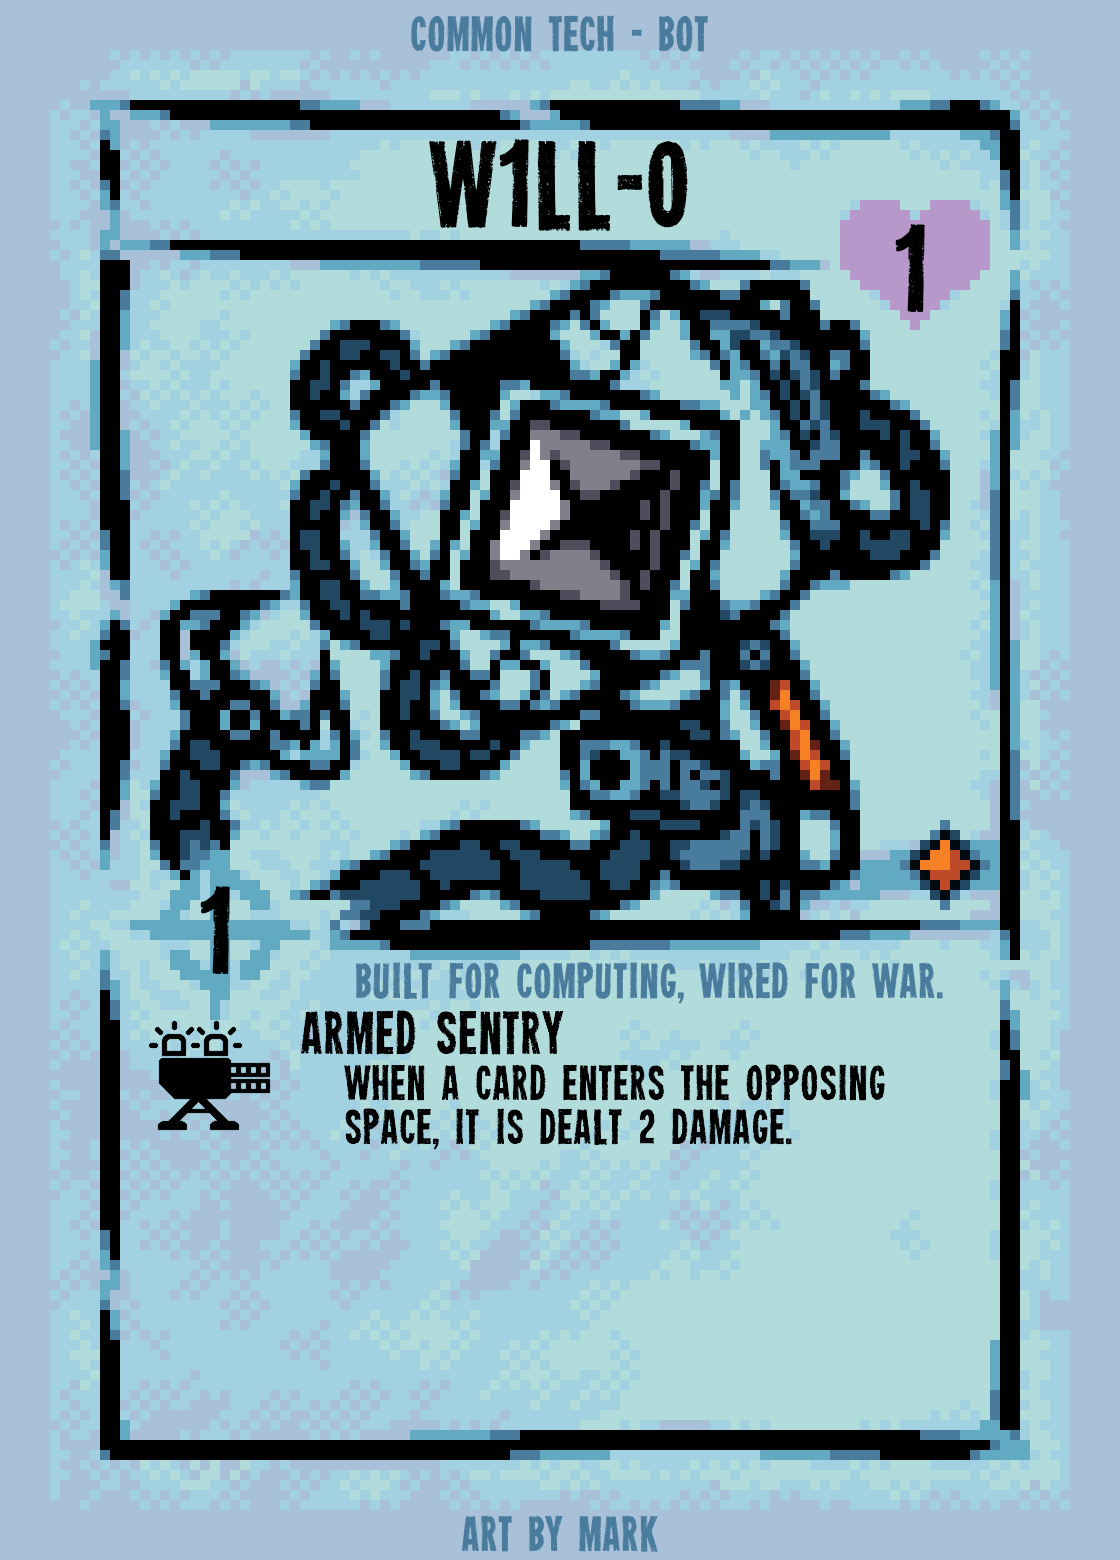 COMMON TECH - BOT
W1LL-0
1
1
BUILT FOR COMPUTING, WIRED FOR WAR.
ARMED SENTRY
WHEN A CARD ENTERS THE OPPOSING
SPACE, IT IS DEALT 2 DAMAGE.
ART BY MARK